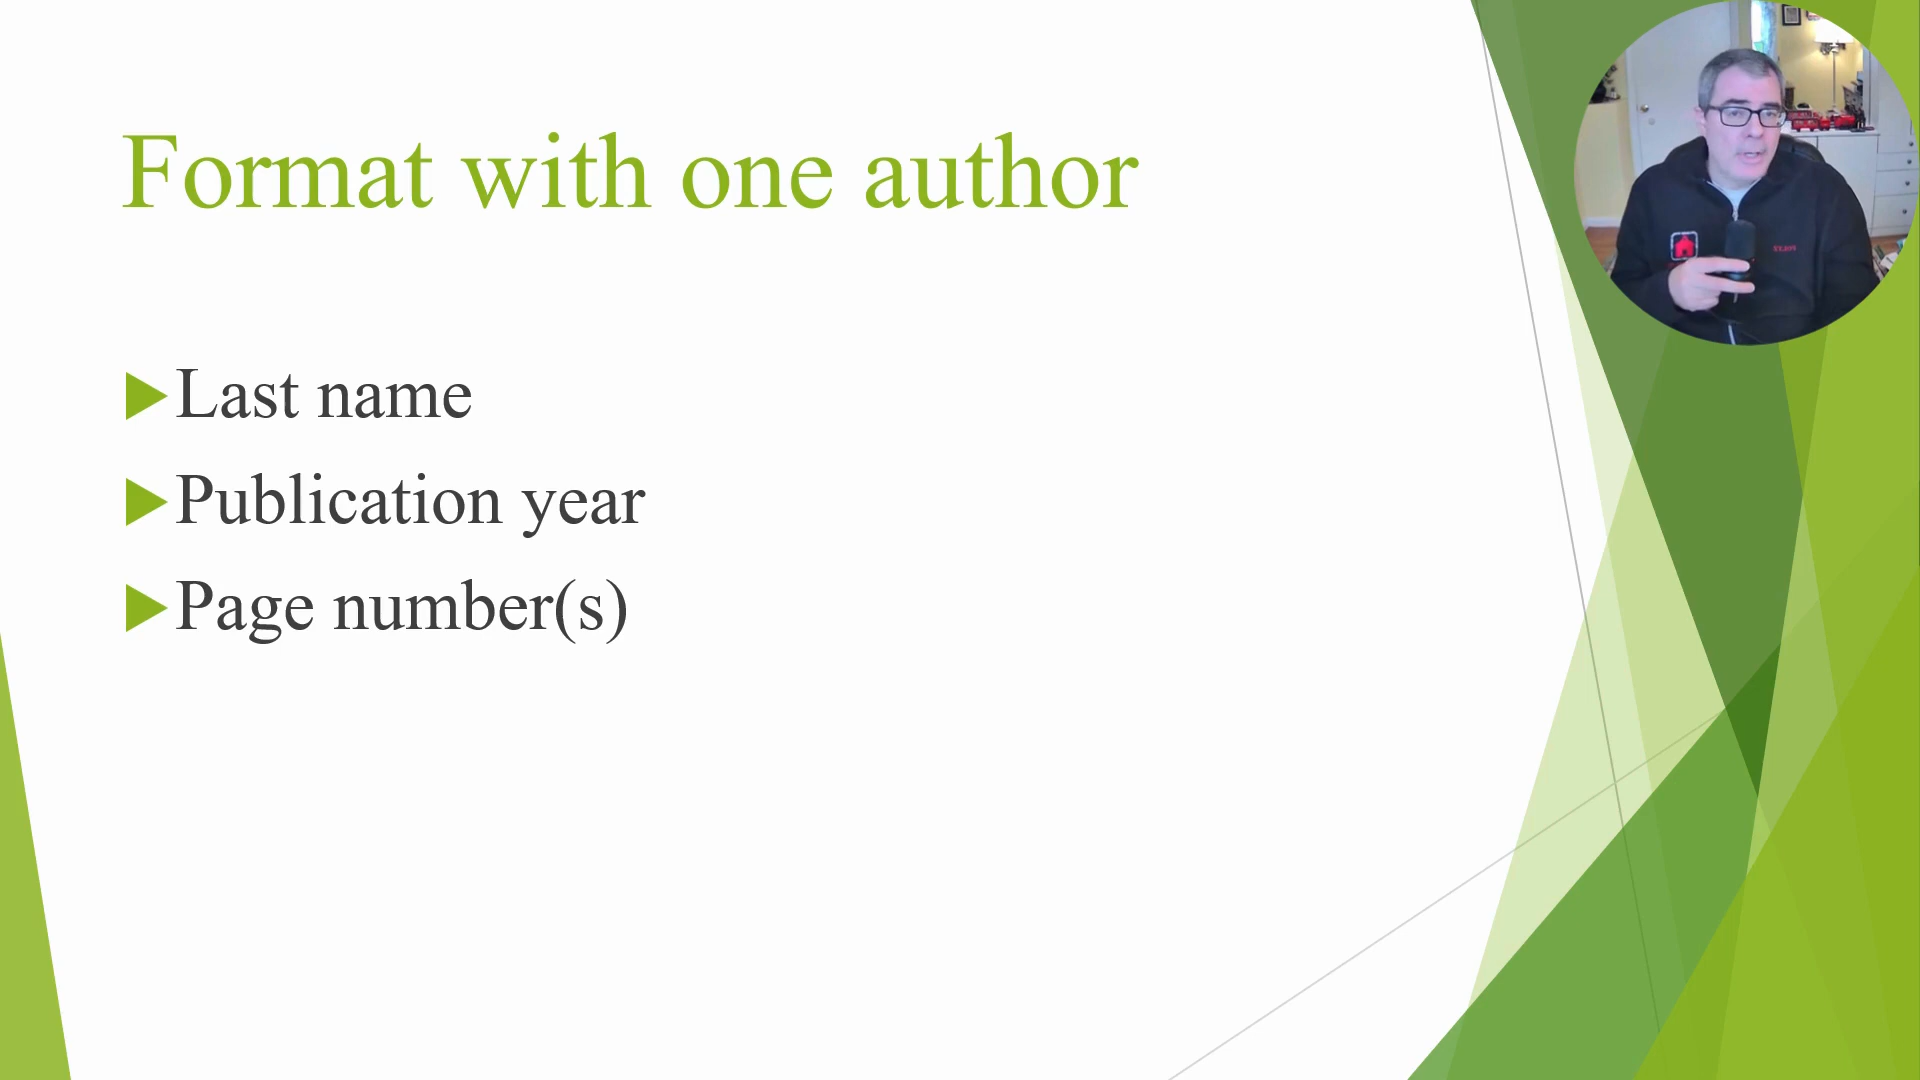 Format with one author
Last name
Publication year
Page number(s)